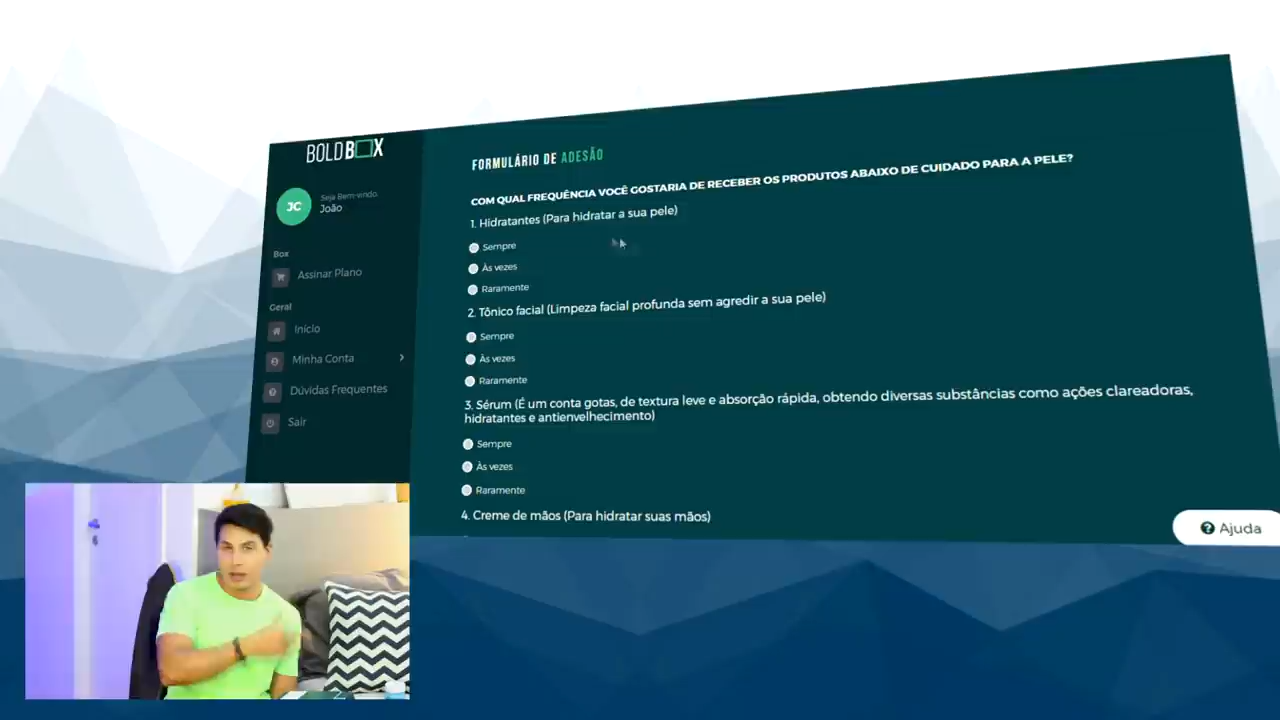 BOLDBOX
JC
Seja Bem-vindo,
João
Box
Assinar Plano
Geral
Início
Minha Conta
Dúvidas Frequentes
Sair
FORMULÁRIO DE ADESÃO
COM QUAL FREQUÊNCIA VOCÊ GOSTARIA DE RECEBER OS PRODUTOS ABAIXO DE CUIDADO PARA A PELE?
1. Hidratantes (Para hidratar a sua pele)
Sempre
Às vezes
Raramente
2. Tônico facial (Limpeza facial profunda sem agredir a sua pele)
Sempre
Às vezes
Raramente
3. Sérum (É um conta gotas, de textura leve e absorção rápida, obtendo diversas substâncias como ações clareadoras,
hidratantes e antienvelhecimento)
Sempre
Às vezes
Raramente
4. Creme de mãos (Para hidratar suas mãos)
Ajuda